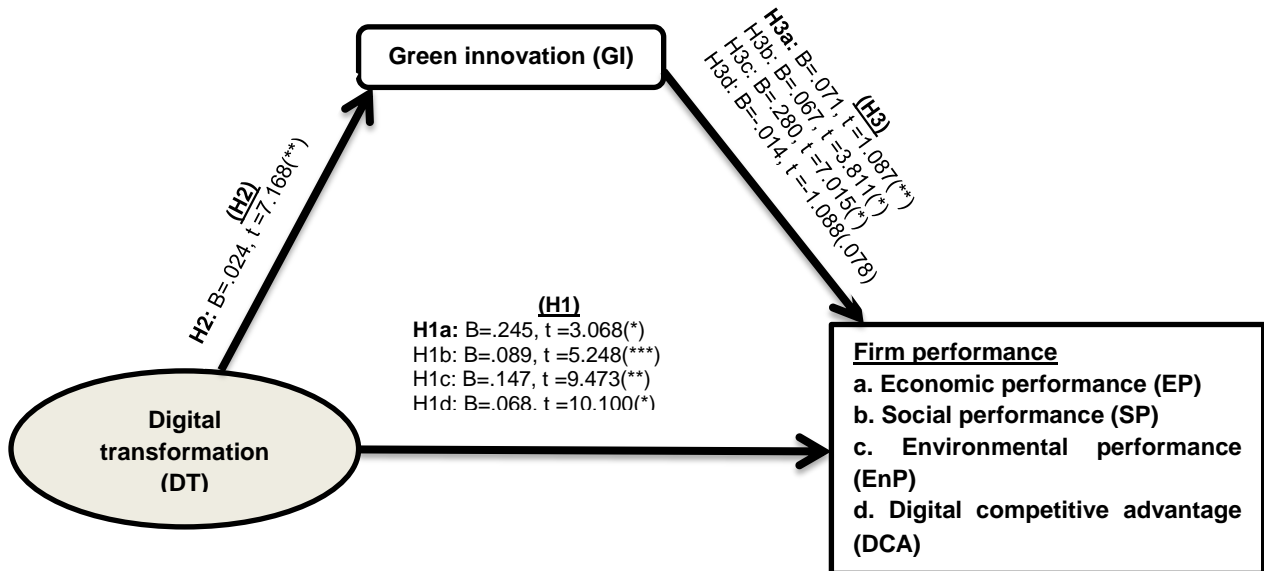 Green innovation (GI)
(H3)
H3a: B=.071, t =1.087(**)
H3b: B=.067, t =3.811(*)
H3c: B=.280, t =7.015(*)
H3d: B=-.014, t =-1.088(.078)
(H2)
H2: B=.024, t =7.168(**)
(H1)
H1a: B=.245, t =3.068(*)
H1b: B=.089, t =5.248(***)
H1c: B=.147, t =9.473(**)
H1d: B=.068, t =10.100(*)
Digital
transformation
(DT)
Firm performance
a. Economic performance (EP)
b. Social performance (SP)
c. Environmental performance
(EnP)
d. Digital competitive advantage
(DCA)